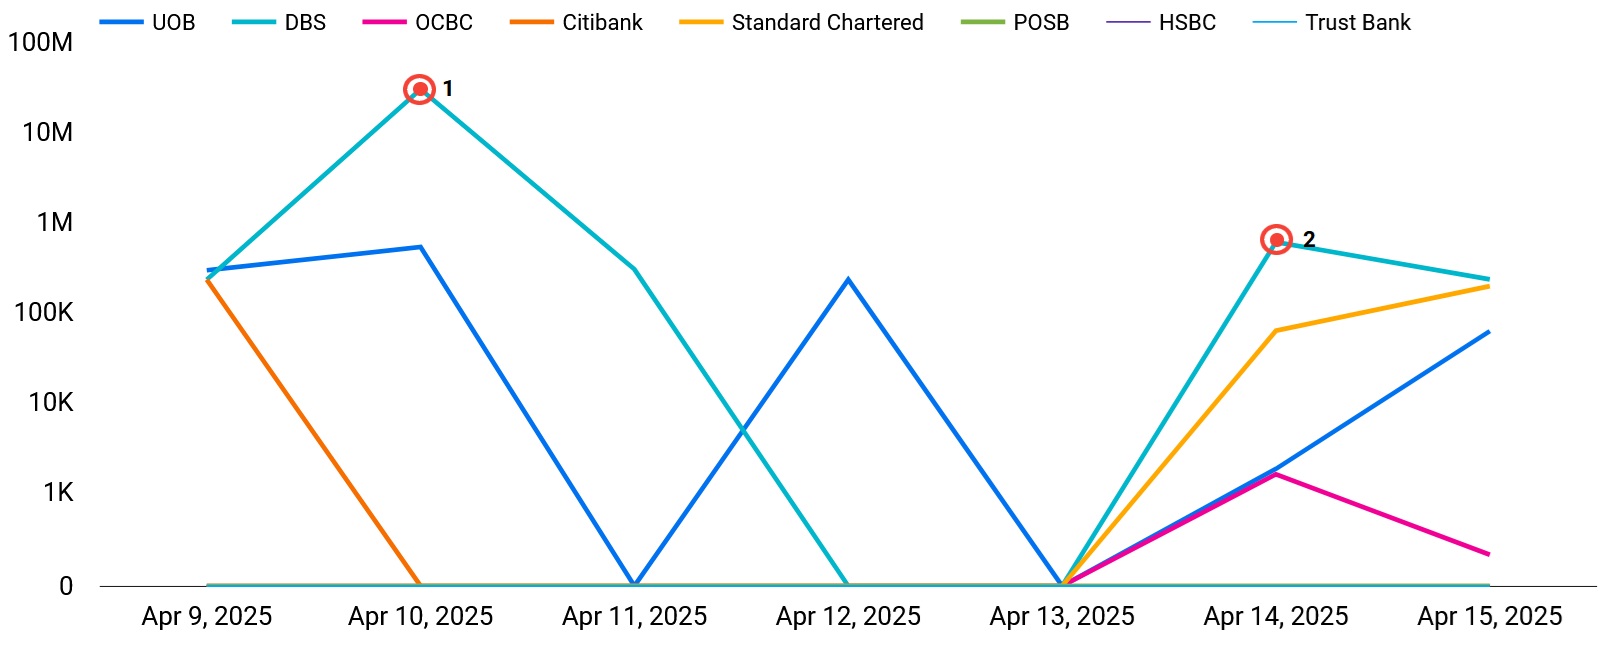 UOB DBS OCBC Citibank Standard Chartered POSB HSBC Trust Bank
100M
1
10M
1M
2
100K
10K
1K
0
Apr 9, 2025 Apr 10, 2025 Apr 11, 2025 Apr 12, 2025 Apr 13, 2025 Apr 14, 2025 Apr 15, 2025